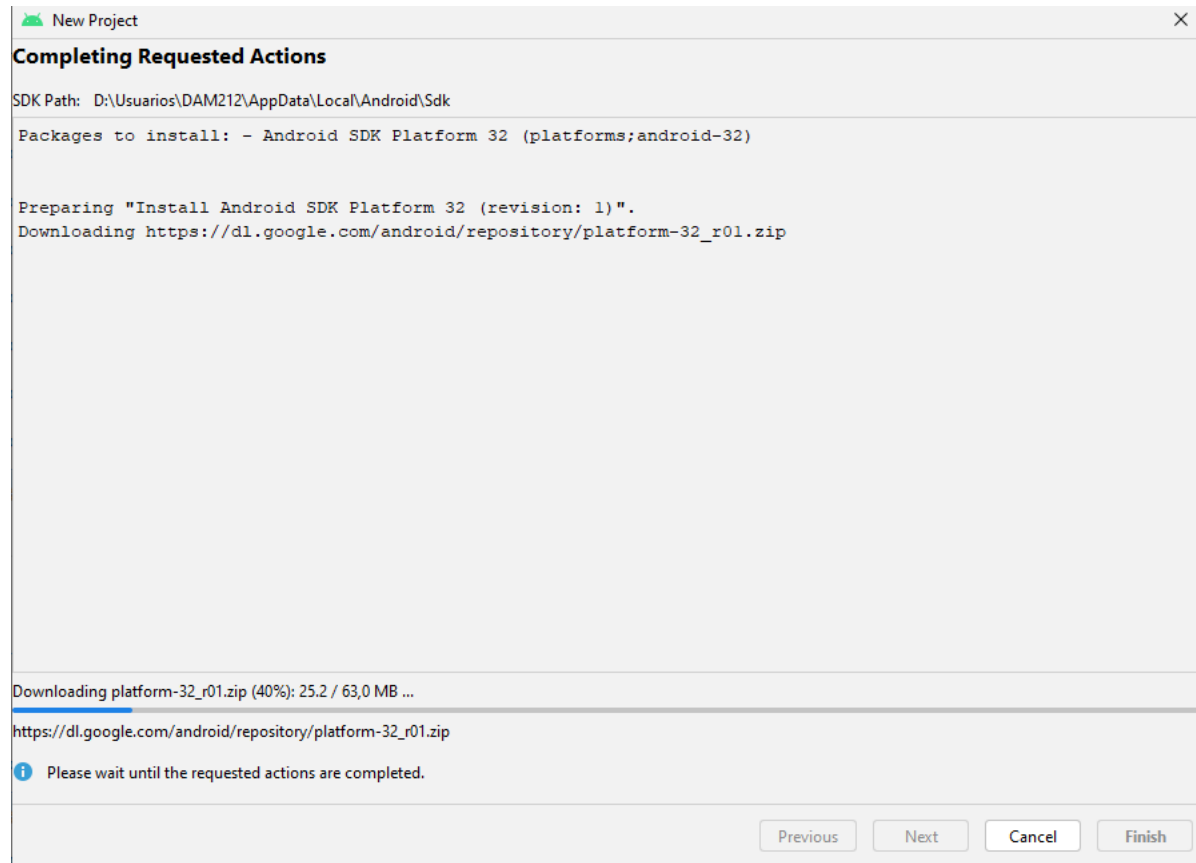 New Project
Completing Requested Actions
SDK Path: D:\Usuarios\DAM212\AppData\Local\Android\Sdk
Packages to install: - Android SDK Platform 32 (platforms;android-32)
Preparing "Install Android SDK Platform 32 (revision: 1)".
Downloading https://dl.google.com/android/repository/platform-32_r01.zip
Downloading platform-32_r01.zip (40%): 25.2 / 63,0 MB ...
https://dl.google.com/android/repository/platform-32_r01.zip
Please wait until the requested actions are completed.
Previous Next Cancel Finish